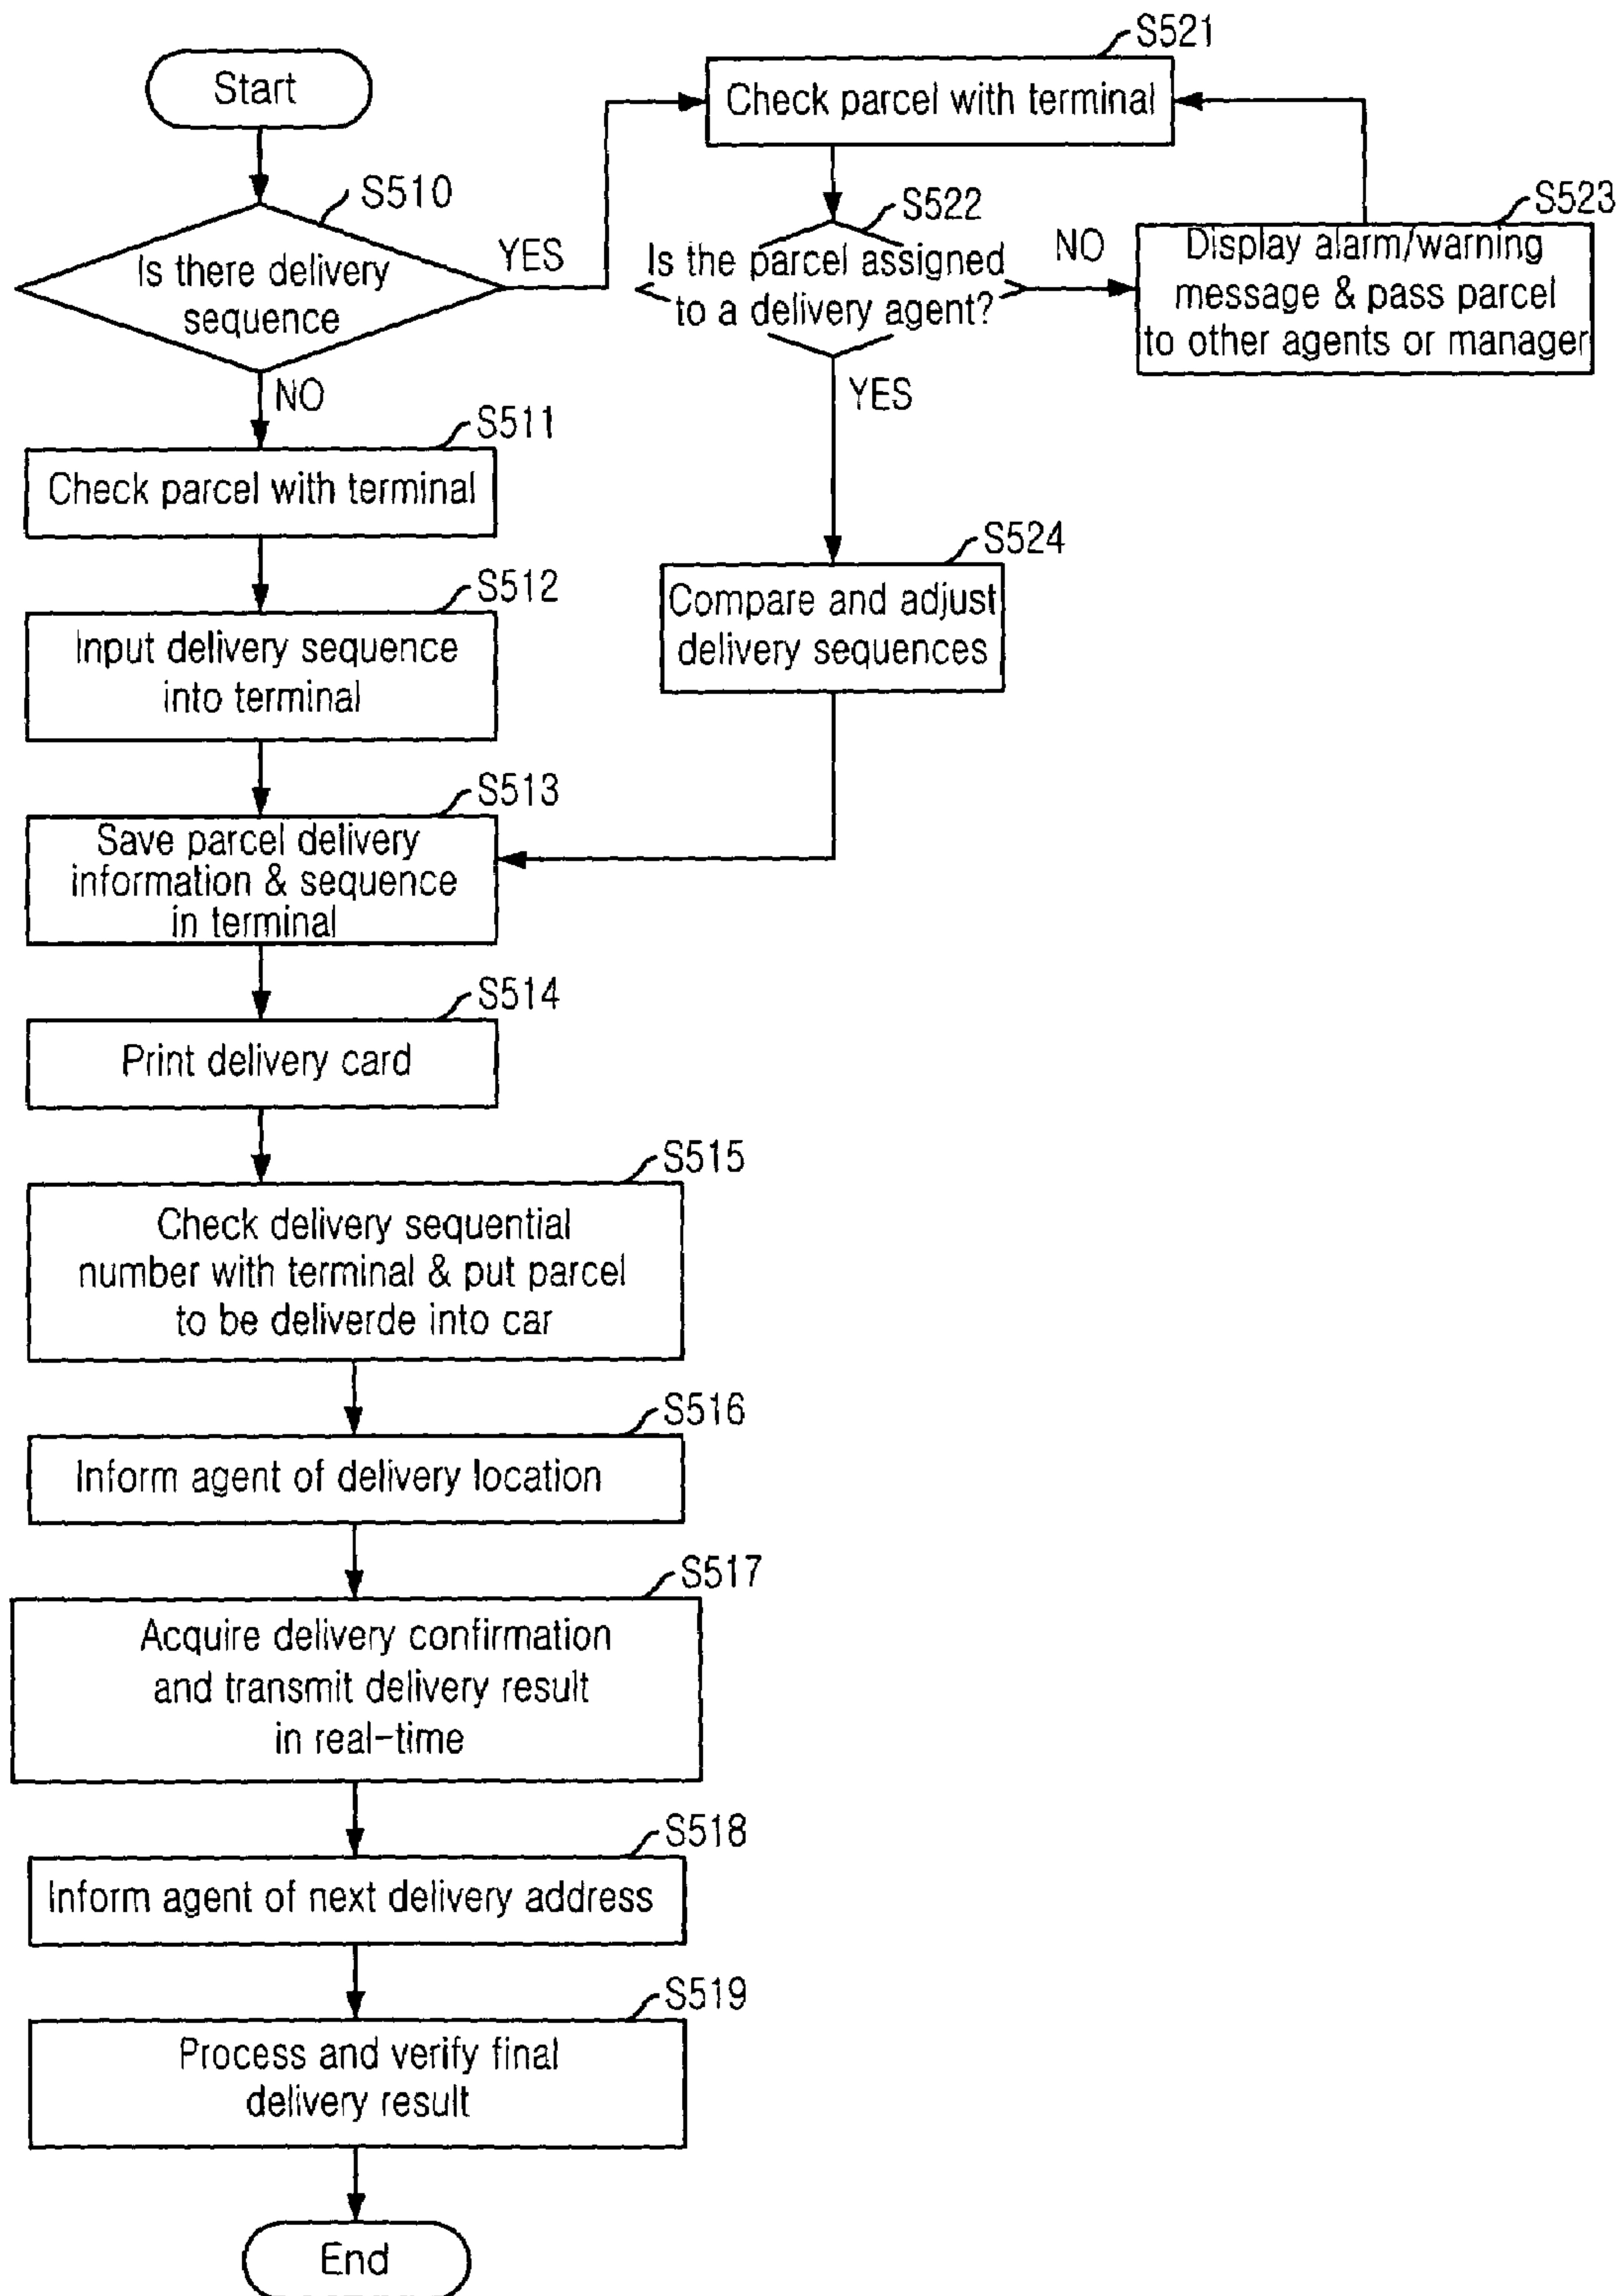 Start
S510
Is there delivery
sequence
YES
NO
S521
Check parcel with terminal
S522
Is the parcel assigned
to a delivery agent?
NO
YES
S523
Display alarm/warning
message & pass parcel
to other agents or manager
S524
Compare and adjust
delivery sequences
S511
Check parcel with terminal
S512
Input delivery sequence
into terminal
S513
Save parcel delivery
information & sequence
in terminal
S514
Print delivery card
S515
Check delivery sequential
number with terminal & put parcel
to be deliverde into car
S516
Inform agent of delivery location
S517
Acquire delivery confirmation
and transmit delivery result
in real-time
S518
Inform agent of next delivery address
S519
Process and verify final
delivery result
End